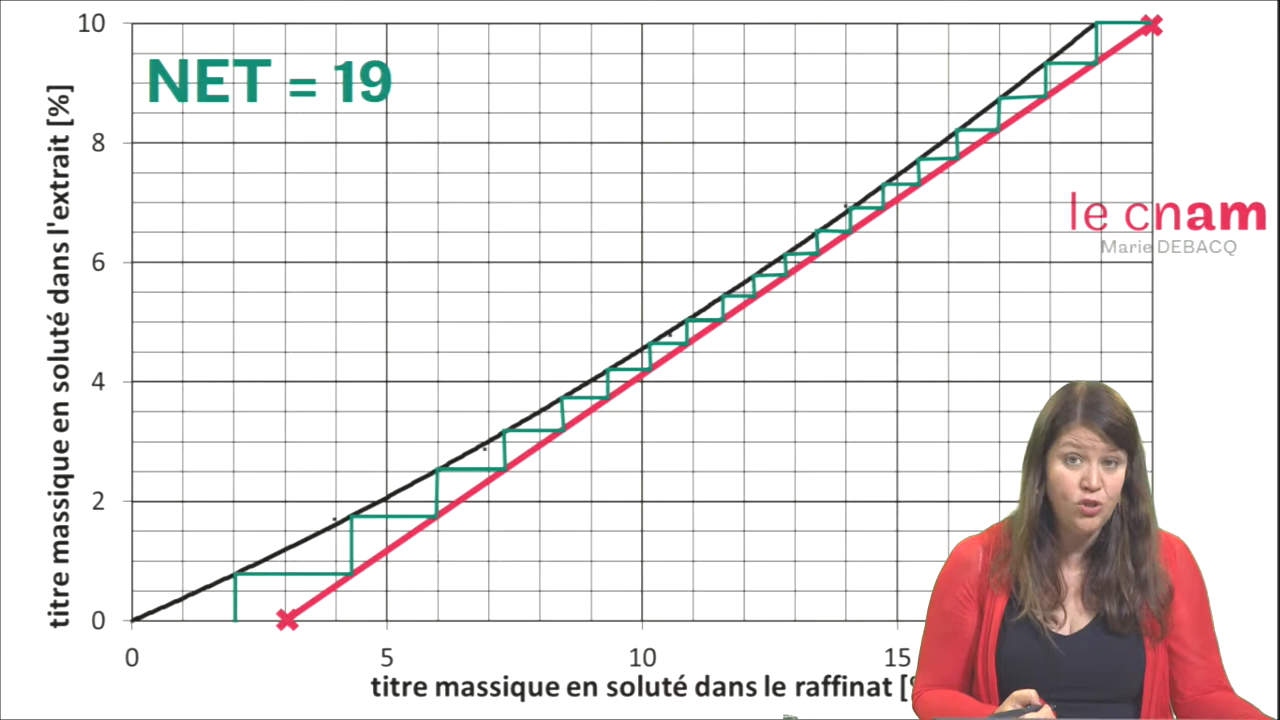 NET = 19
titre massique en soluté dans l'extrait [%]
10
8
6
4
2
0
0
5
10
15
titre massique en soluté dans le raffinat [%
le cnam
Marie DEBACQ